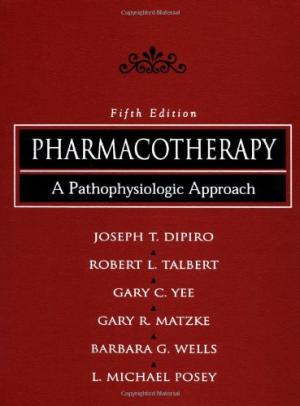 Fifth Edition
PHARMACOTHERAPY
A Pathophysiologic Approach
JOSEPH T. DIPIRO
ROBERT L. TALBERT
GARY C. YEE
GARY R. MATZKE
BARBARA G. WELLS
L. MICHAEL POSEY